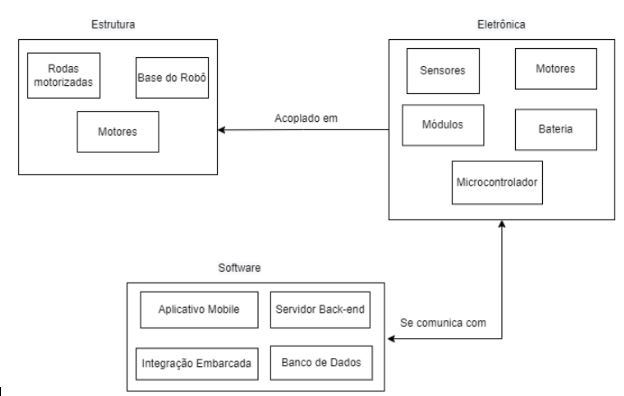 Estrutura
Rodas
motorizadas
Base do Robô
Motores
Acoplado em
Eletrônica
Sensores
Motores
Módulos
Bateria
Microcontrolador
Software
Aplicativo Mobile
Servidor Back-end
Integração Embarcada
Banco de Dados
Se comunica com